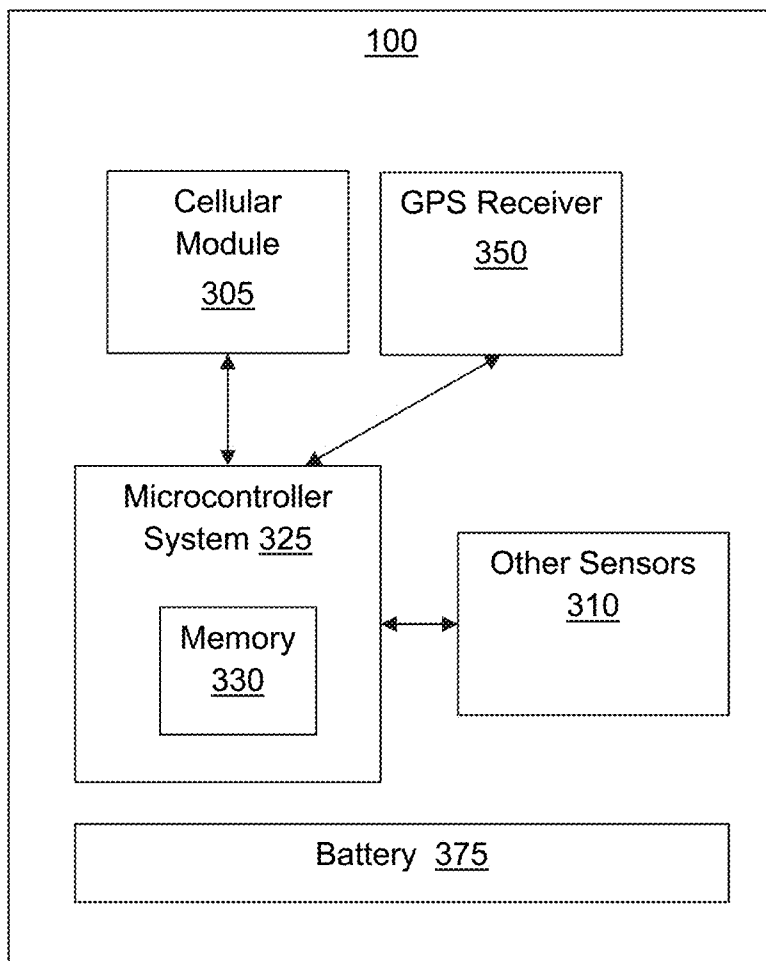 100
Cellular
Module
305
GPS Receiver
350
Microcontroller
System 325
Memory
330
Other Sensors
310
Battery 375